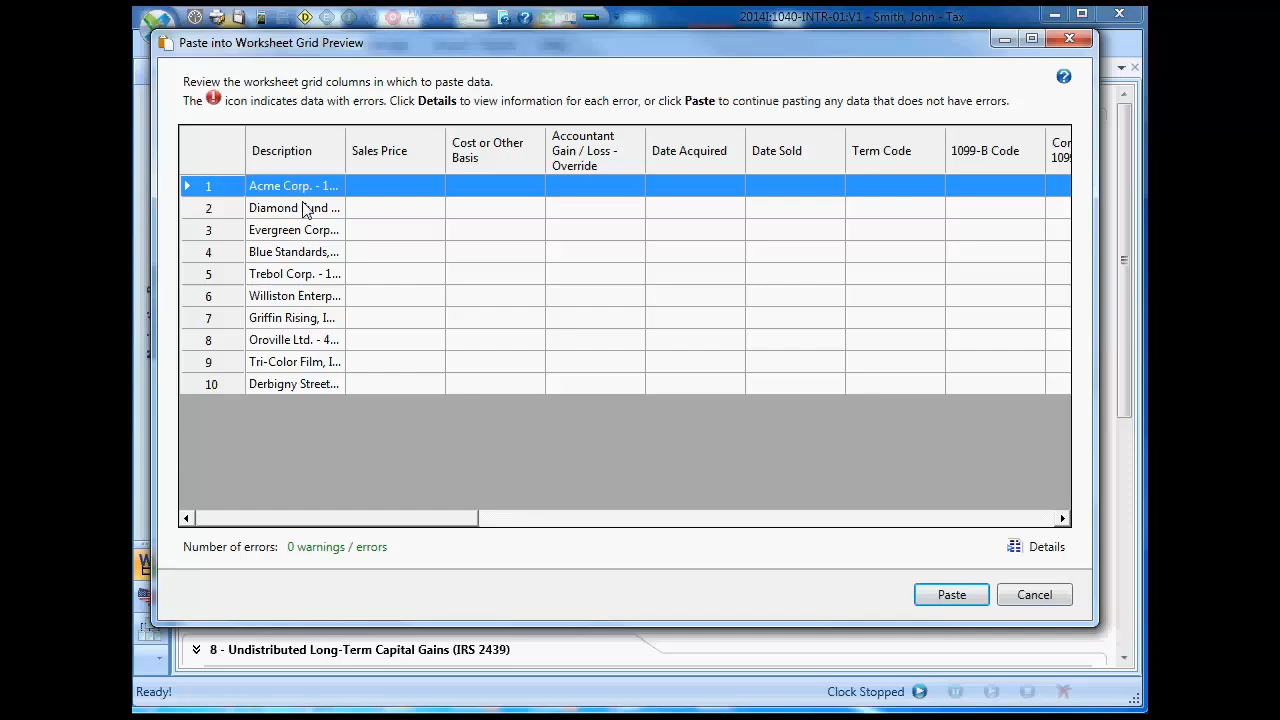 2014I:1040-INTR-01:V1 - Smith, John - Tax
Paste into Worksheet Grid Preview
Review the worksheet grid columns in which to paste data.
The ! icon indicates data with errors. Click Details to view information for each error, or click Paste to continue pasting any data that does not have errors.
Description Sales Price Cost or Other Basis Accountant Gain / Loss - Override Date Acquired Date Sold Term Code 1099-B Code
1 Acme Corp. - 1...
2 Diamond ...
3 Evergreen Corp...
4 Blue Standards,...
5 Trebol Corp. - 1...
6 Williston Enterp...
7 Griffin Rising, I...
8 Oroville Ltd. - 4...
9 Tri-Color Film, I...
10 Derbigny Street...
Number of errors: 0 warnings / errors
Details
Paste Cancel
8 - Undistributed Long-Term Capital Gains (IRS 2439)
Ready!
Clock Stopped